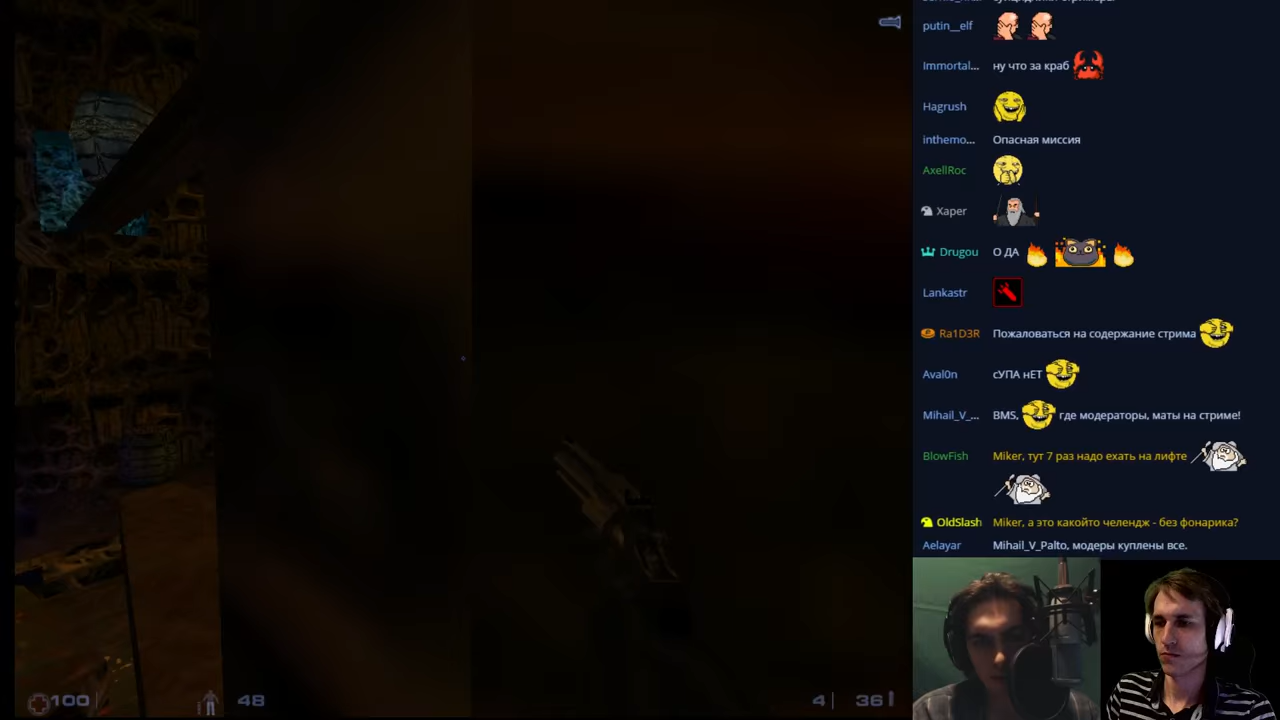 putin__elf
Immortal... ну что за краб
Hagrush
intherno... Опасная миссия
AxellRoc
Xaper
Drugou О ДА
Lankastr
Ra1D3R Пожаловаться на содержание стрима
Aval0n сУПА нЕТ
Mihail_V_... BMS, где модераторы, маты на стриме!
BlowFish Miker, тут 7 раз надо ехать на лифте
OldSlash Miker, а это какойто челендж - без фонарика?
Aelayar Mihail_V_Palto, модеры куплены все.
100 48 4 36